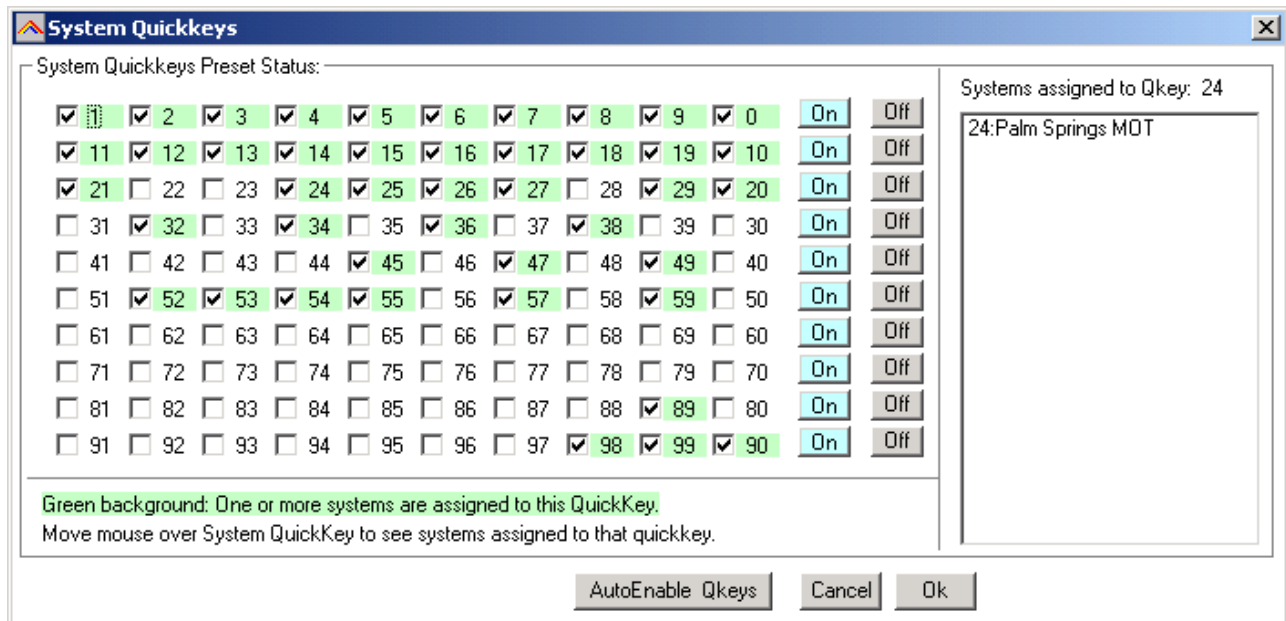 System Quickkeys
System Quickkeys Preset Status:
1 2 3 4 5 6 7 8 9 0 On Off
11 12 13 14 15 16 17 18 19 10 On Off
21 22 23 24 25 26 27 28 29 20 On Off
31 32 33 34 35 36 37 38 39 30 On Off
41 42 43 44 45 46 47 48 49 40 On Off
51 52 53 54 55 56 57 58 59 50 On Off
61 62 63 64 65 66 67 68 69 60 On Off
71 72 73 74 75 76 77 78 79 70 On Off
81 82 83 84 85 86 87 88 89 80 On Off
91 92 93 94 95 96 97 98 99 90 On Off
Green background: One or more systems are assigned to this QuickKey.
Move mouse over System QuickKey to see systems assigned to that quickkey.
Systems assigned to Qkey: 24
24:Palm Springs MOT
AutoEnable Qkeys Cancel Ok